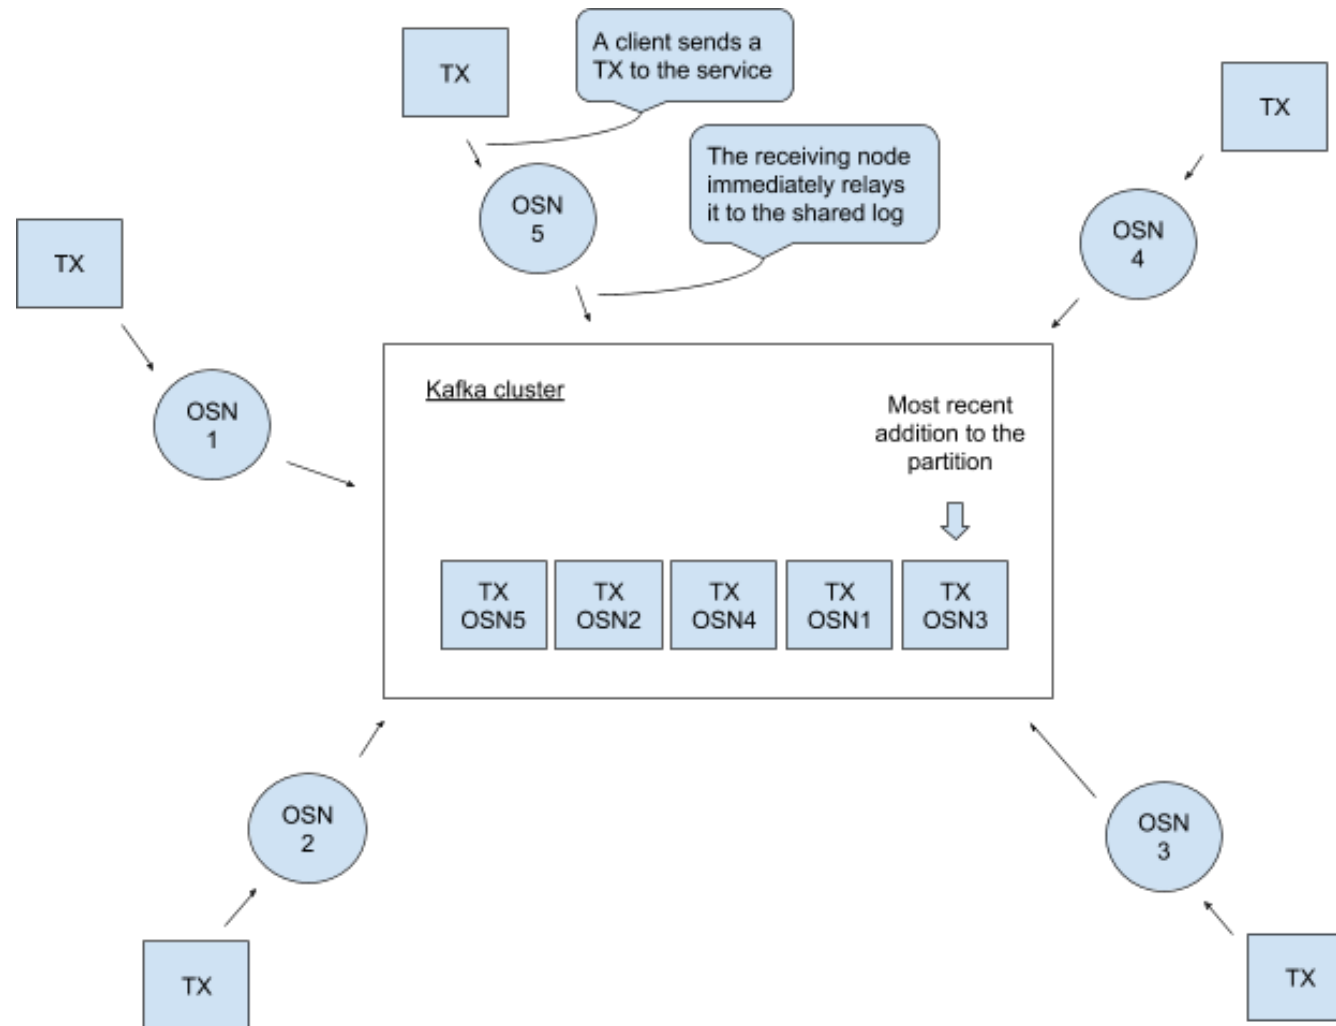 TX
A client sends a
TX to the service
TX
The receiving node
immediately relays
it to the shared log
OSN
5
OSN
4
TX
Kafka cluster
OSN
1
Most recent
addition to the
partition
TX
OSN5
TX
OSN2
TX
OSN4
TX
OSN1
TX
OSN3
OSN
2
OSN
3
TX
TX